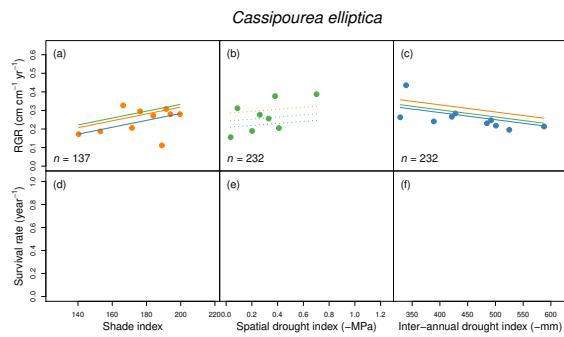 Cassipourea elliptica
(a) (b) (c)
RGR (cm cm⁻¹ yr⁻¹)
0.0 0.1 0.2 0.3 0.4 0.5 0.6
n = 137 n = 232 n = 232
(d) (e) (f)
Survival rate (year⁻¹)
0.0 0.2 0.4 0.6 0.8 1.0
140 160 180 200 220 0.0 0.2 0.4 0.6 0.8 1.0 1.2 350 400 450 500 550 600
Shade index Spatial drought index (−MPa) Inter−annual drought index (−mm)